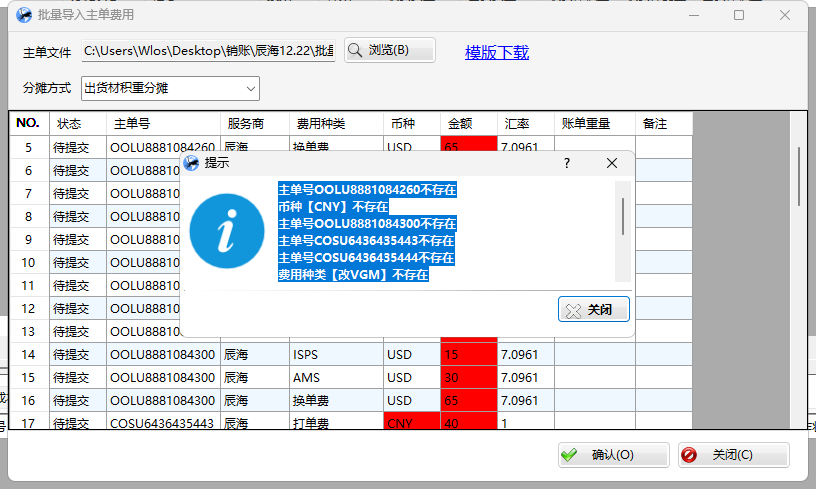 批量导入主单费用
主单文件 C:\Users\Wlos\Desktop\销账\辰海12.22\批量 浏览(B) 模版下载
分摊方式 出货材积重分摊
NO. 状态 主单号 服务商 费用种类 币种 金额 汇率 账单重量 备注
5 待提交 OOLU8881084260 辰海 换单费 USD 65 7.0961
6 待提交 OOLU8881
7 待提交 OOLU8881
8 待提交 OOLU8881
9 待提交 OOLU8881
10 待提交 OOLU8881
11 待提交 OOLU8881
12 待提交 OOLU8881
13 待提交 OOLU8881
提示 ?
主单号OOLU8881084260不存在
币种【CNY】不存在
主单号OOLU8881084300不存在
主单号COSU6436435443不存在
主单号COSU6436435444不存在
费用种类【改VGM】不存在
关闭
14 待提交 OOLU8881084300 辰海 ISPS USD 15 7.0961
15 待提交 OOLU8881084300 辰海 AMS USD 30 7.0961
16 待提交 OOLU8881084300 辰海 换单费 USD 65 7.0961
17 待提交 COSU6436435443 辰海 打单费 CNY 40 1
确认(O) 关闭(C)